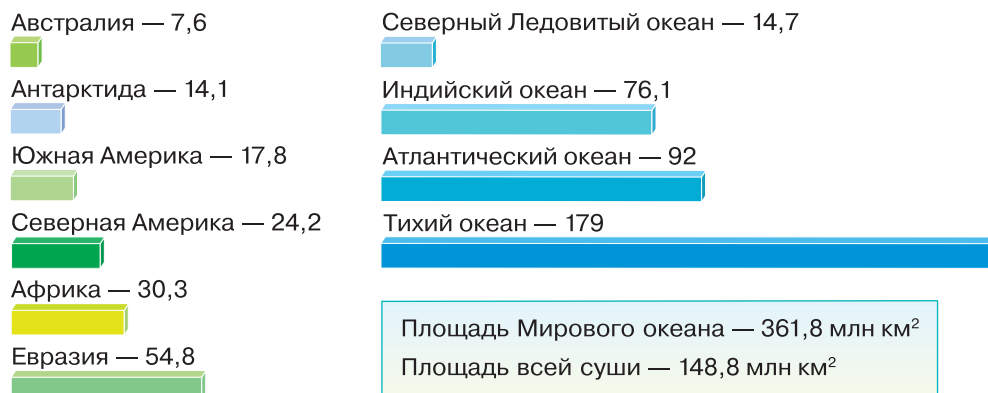 Австралия — 7,6
Антарктида — 14,1
Южная Америка — 17,8
Северная Америка — 24,2
Африка — 30,3
Евразия — 54,8
Северный Ледовитый океан — 14,7
Индийский океан — 76,1
Атлантический океан — 92
Тихий океан — 179
Площадь Мирового океана — 361,8 млн км²
Площадь всей суши — 148,8 млн км²